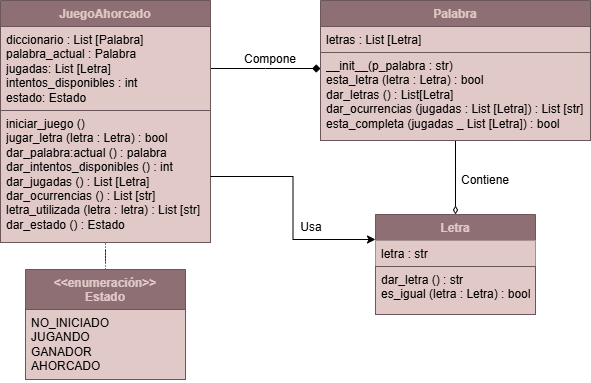 JuegoAhorcado
diccionario : List [Palabra]
palabra_actual : Palabra
jugadas: List [Letra]
intentos_disponibles : int
estado: Estado
iniciar_juego ()
jugar_letra (letra : Letra) : bool
dar_palabra:actual () : palabra
dar_intentos_disponibles () : int
dar_jugadas () : List [Letra]
dar_ocurrencias () : List [str]
letra_utilizada (letra : letra) : List [str]
dar_estado () : Estado
Compone
Palabra
letras : List [Letra]
__init__(p_palabra : str)
esta_letra (letra : Letra) : bool
dar_letras () : List[Letra]
dar_ocurrencias (jugadas : List [Letra]) : List [str]
esta_completa (jugadas _ List [Letra]) : bool
Contiene
Usa
Letra
letra : str
dar_letra () : str
es_igual (letra : Letra) : bool
<<enumeración>>
Estado
NO_INICIADO
JUGANDO
GANADOR
AHORCADO